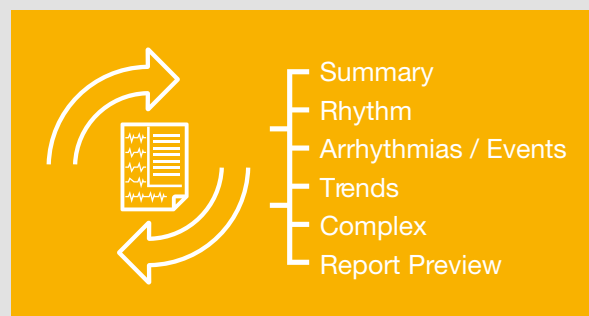 Summary
Rhythm
Arrhythmias / Events
Trends
Complex
Report Preview